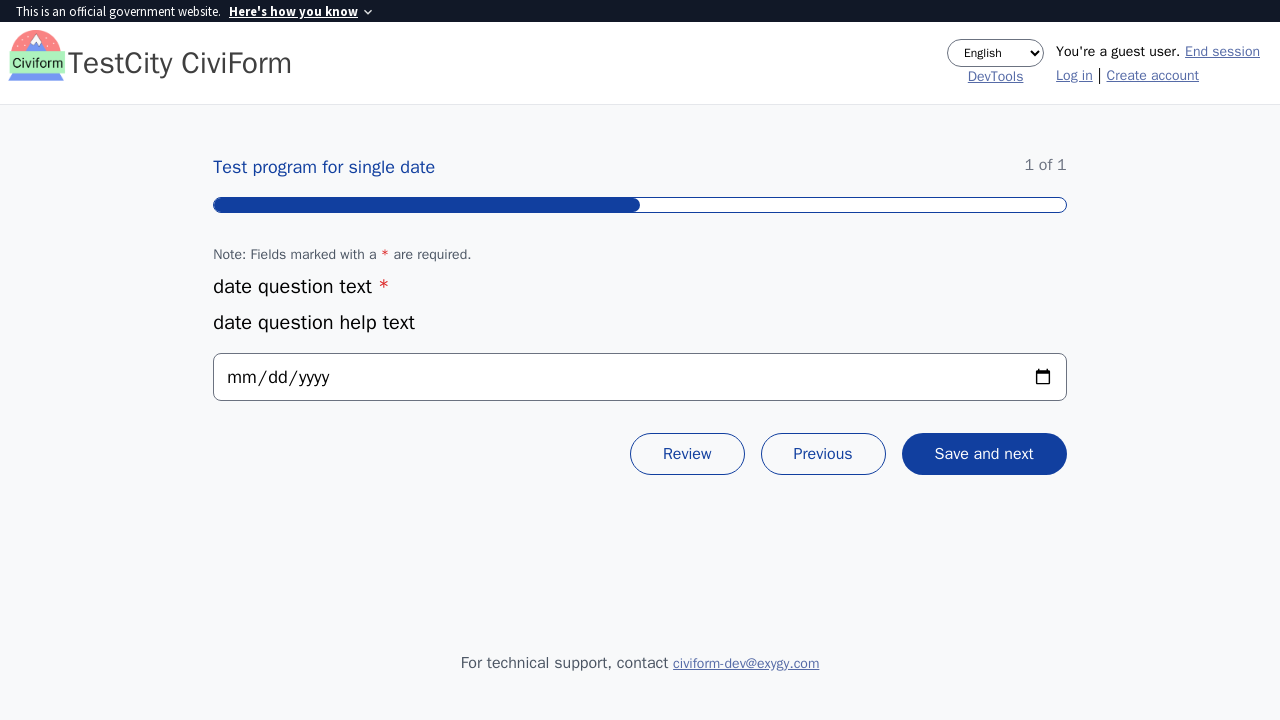 This is an official government website. Here's how you know
Civiform
TestCity CiviForm
English
DevTools
You're a guest user. End session
Log in | Create account
Test program for single date
1 of 1
Note: Fields marked with a * are required.
date question text *
date question help text
mm/dd/yyyy
Review
Previous
Save and next
For technical support, contact civiform-dev@exygy.com